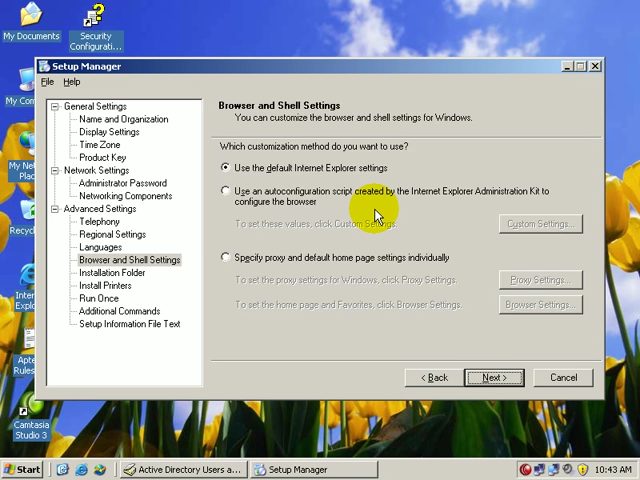 My Documents
Security
Configurati...
My Com
My Net
Plac
Recyc
Inter
Explo
Apte
Rules
Camtasia
Studio 3
Setup Manager
File Help
General Settings
Name and Organization
Display Settings
Time Zone
Product Key
Network Settings
Administrator Password
Networking Components
Advanced Settings
Telephony
Regional Settings
Languages
Browser and Shell Settings
Installation Folder
Install Printers
Run Once
Additional Commands
Setup Information File Text
Browser and Shell Settings
You can customize the browser and shell settings for Windows.
Which customization method do you want to use?
Use the default Internet Explorer settings
Use an autoconfiguration script created by the Internet Explorer Administration Kit to
configure the browser
To set these values, click Custom Settings.
Custom Settings...
Specify proxy and default home page settings individually
To set the proxy settings for Windows, click Proxy Settings.
Proxy Settings...
To set the home page and Favorites, click Browser Settings.
Browser Settings...
< Back
Next >
Cancel
Start
Active Directory Users a...
Setup Manager
10:43 AM